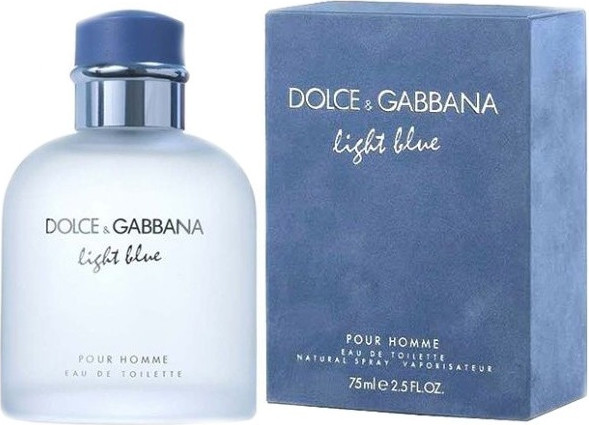 DOLCE & GABBANA
light blue
POUR HOMME
EAU DE TOILETTE
DOLCE & GABBANA
light blue
POUR HOMME
EAU DE TOILETTE
NATURAL SPRAY VAPORISATEUR
75ml e 2.5 FL.OZ.